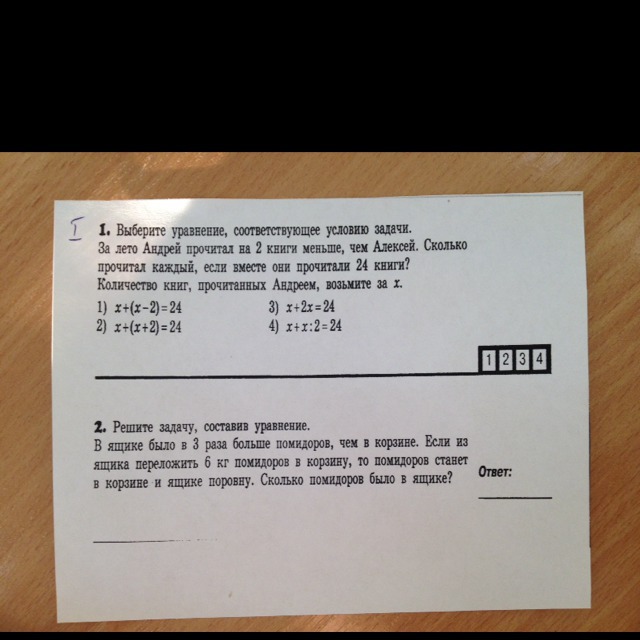 I
1. Выберите уравнение, соответствующее условию задачи.
За лето Андрей прочитал на 2 книги меньше, чем Алексей. Сколько
прочитал каждый, если вместе они прочитали 24 книги?
Количество книг, прочитанных Андреем, возьмите за x.
1) x+(x−2)=24 3) x+2x=24
2) x+(x+2)=24 4) x+x:2=24
1 2 3 4
2. Решите задачу, составив уравнение.
В ящике было в 3 раза больше помидоров, чем в корзине. Если из
ящика переложить 6 кг помидоров в корзину, то помидоров станет
в корзине и ящике поровну. Сколько помидоров было в ящике?
Ответ: